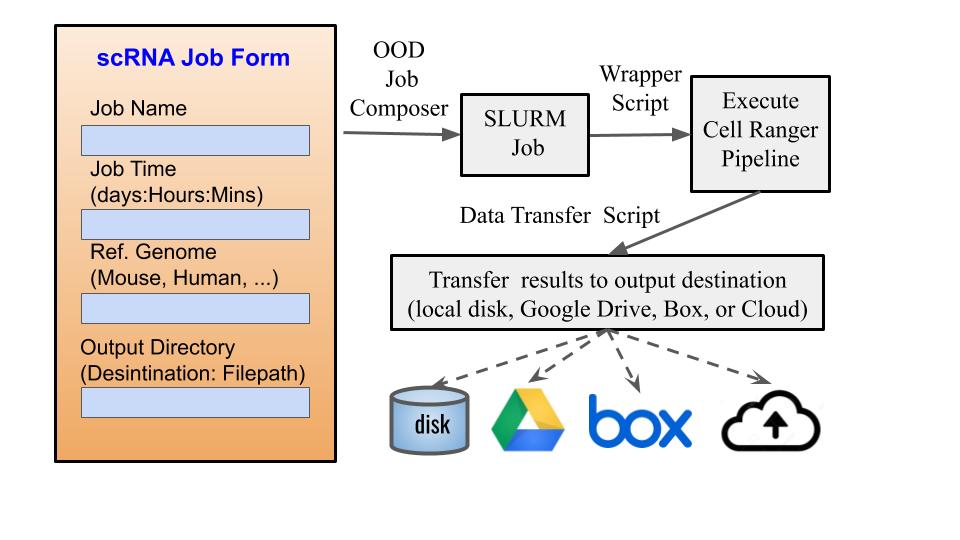 scRNA Job Form
Job Name
Job Time
(days:Hours:Mins)
Ref. Genome
(Mouse, Human, ...)
Output Directory
(Desintination: Filepath)
OOD
Job
Composer
SLURM
Job
Wrapper
Script
Execute
Cell Ranger
Pipeline
Data Transfer  Script
Transfer  results to output destination
(local disk, Google Drive, Box, or Cloud)
disk
box